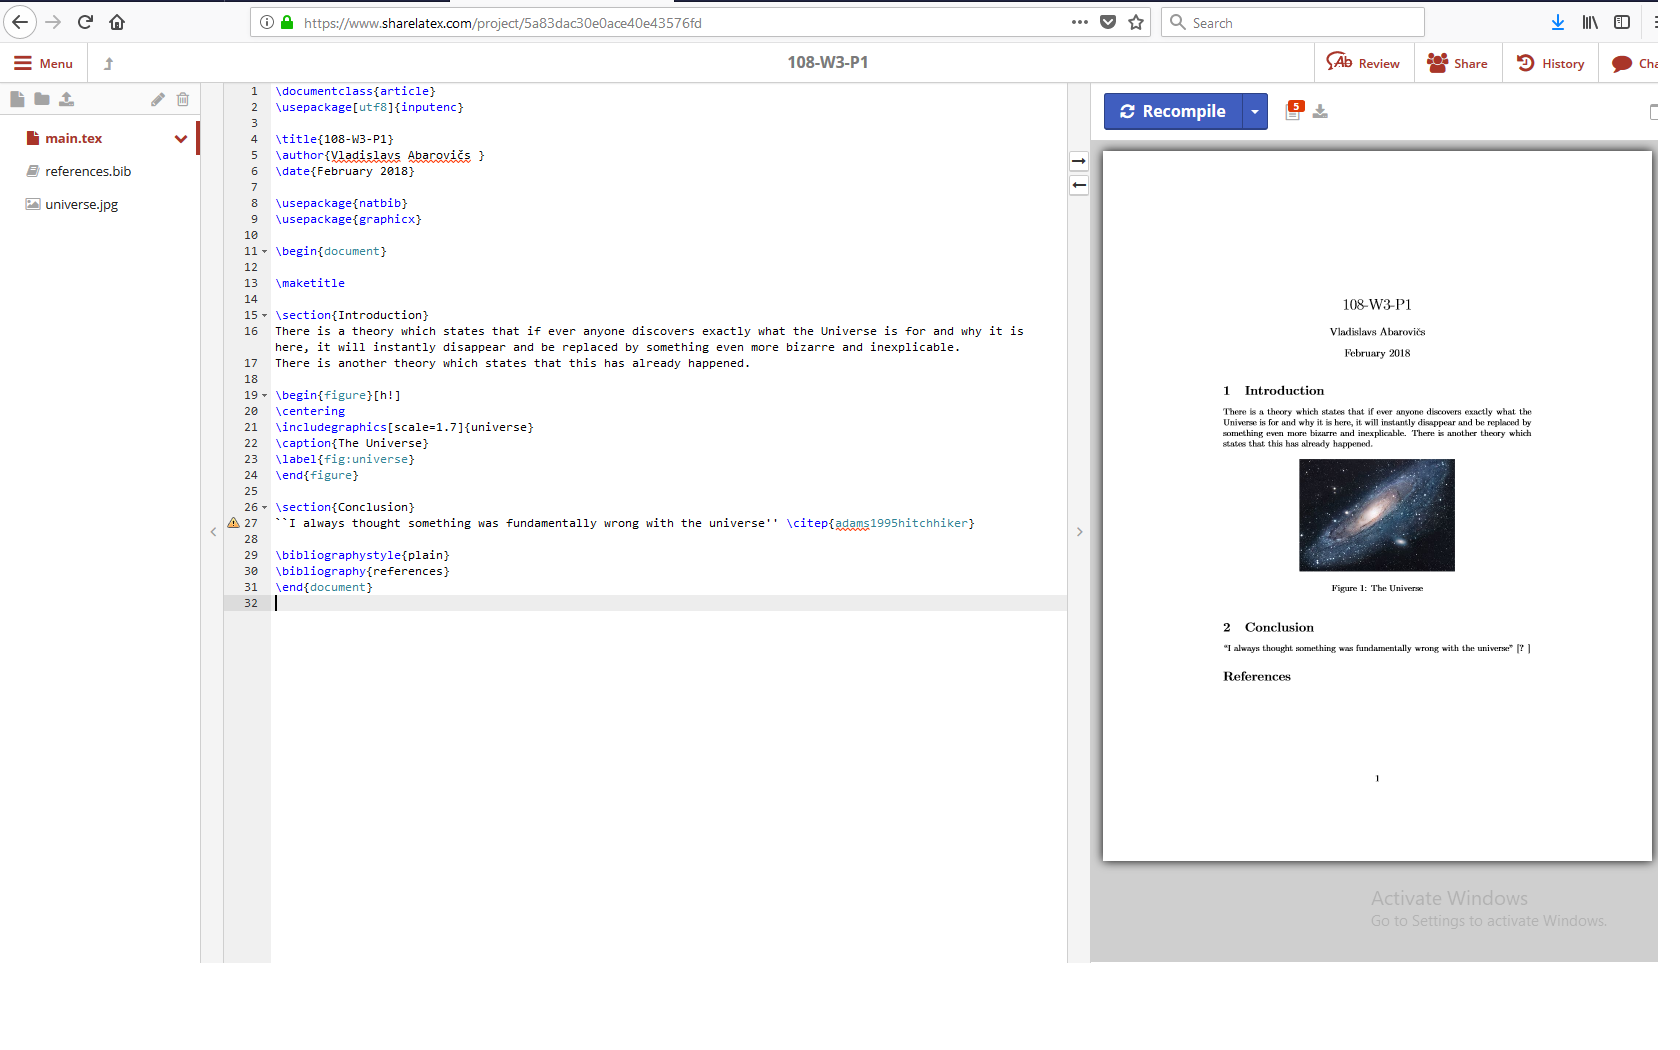 https://www.sharelatex.com/project/5a83dac30e0ace40e43576fd
Search
Menu
108-W3-P1
Review
Share
History
Cha
main.tex
references.bib
universe.jpg
1 \documentclass{article}
2 \usepackage[utf8]{inputenc}
3
4 \title{108-W3-P1}
5 \author{Vladislavs Abarovičs }
6 \date{February 2018}
7
8 \usepackage{natbib}
9 \usepackage{graphicx}
10
11 \begin{document}
12
13 \maketitle
14
15 \section{Introduction}
16 There is a theory which states that if ever anyone discovers exactly what the Universe is for and why it is
here, it will instantly disappear and be replaced by something even more bizarre and inexplicable.
17 There is another theory which states that this has already happened.
18
19 \begin{figure}[h!]
20 \centering
21 \includegraphics[scale=1.7]{universe}
22 \caption{The Universe}
23 \label{fig:universe}
24 \end{figure}
25
26 \section{Conclusion}
27 ``I always thought something was fundamentally wrong with the universe'' \citep{adams1995hitchhiker}
28
29 \bibliographystyle{plain}
30 \bibliography{references}
31 \end{document}
32
Recompile
5
108-W3-P1
Vladislavs Abarovičs
February 2018
1 Introduction
There is a theory which states that if ever anyone discovers exactly what the
Universe is for and why it is here, it will instantly disappear and be replaced by
something even more bizarre and inexplicable. There is another theory which
states that this has already happened.
Figure 1: The Universe
2 Conclusion
“I always thought something was fundamentally wrong with the universe” [? ]
References
1
Activate Windows
Go to Settings to activate Windows.